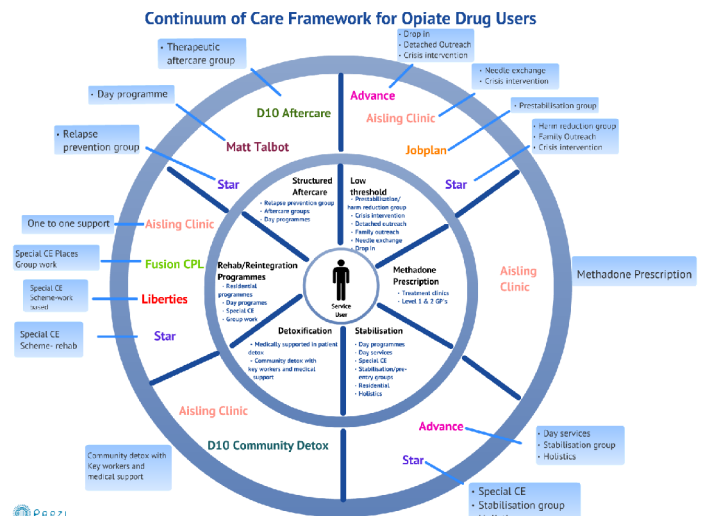 Continuum of Care Framework for Opiate Drug Users
• Therapeutic
aftercare group
• Drop in
• Detached Outreach
• Crisis intervention
• Needle exchange
• Crisis intervention
• Day programme
• Prestabilisation group
• Relapse
prevention group
• Harm reduction group
• Family Outreach
• Crisis intervention
D10 Aftercare
Matt Talbot
Star
Advance
Aisling Clinic
Jobplan
Star
Structured
Aftercare
• Relapse prevention group
• Aftercare groups
• Day programmes
Low
threshold
• Prestabilisation/
harm reduction group
• Crisis intervention
• Detached outreach
• Family outreach
• Needle exchange
• Drop in
One to one support
Aisling Clinic
Special CE Places
Group work
Fusion CPL
Special CE
Scheme-work
based
Liberties
Special CE
Scheme- rehab
Star
Rehab/Reintegration
Programmes
• Residential
programmes
• Day programes
• Special CE
• Group work
Service
User
Methadone
Prescription
• Treatment clinics
• Level 1 & 2 GP's
Aisling
Clinic
Methadone Prescription
Detoxification
• Medically supported in patient
detox
• Community detox with
key workers and medical
support
Stabilisation
• Day programmes
• Day services
• Special CE
• Stabilisation/pre-
entry groups
• Residential
• Holistics
Aisling Clinic
D10 Community Detox
Community detox with
Key workers and
medical support
Advance
• Day services
• Stabilisation group
• Holistics
Star
• Special CE
• Stabilisation group